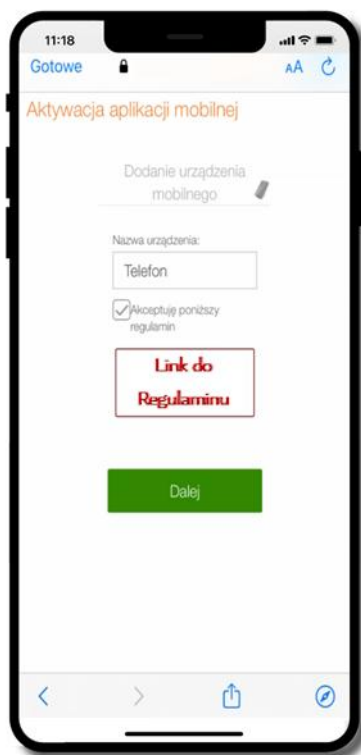 11:18
Gotowe
AA
Aktywacja aplikacji mobilnej
Dodanie urządzenia
mobilnego
Nazwa urządzenia:
Telefon
Akceptuję poniższy
regulamin
Link do
Regulaminu
Dalej